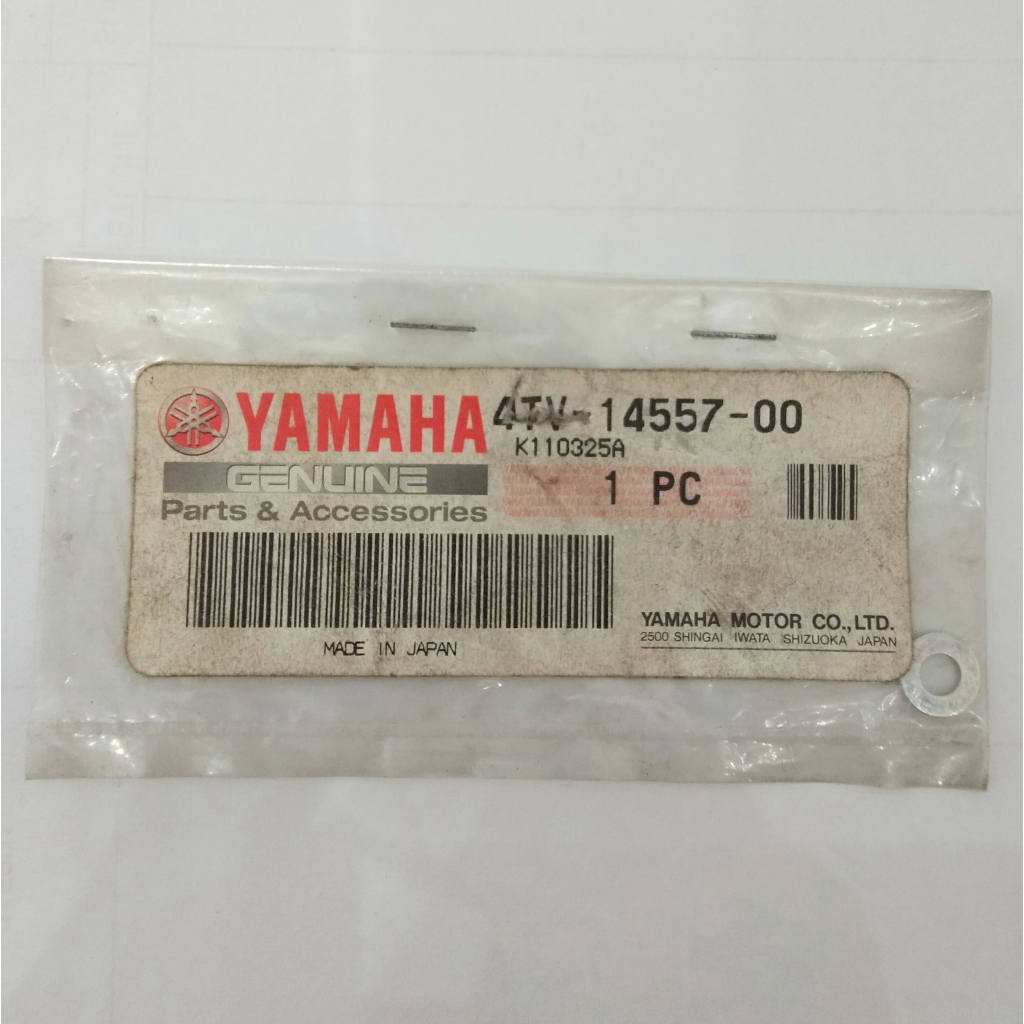 YAMAHA 4TV-14557-00
K110325A
GENUINE
1 PC
Parts & Accessories
MADE IN JAPAN
YAMAHA MOTOR CO.,LTD.
2500 SHINGAI IWATA SHIZUOKA JAPAN